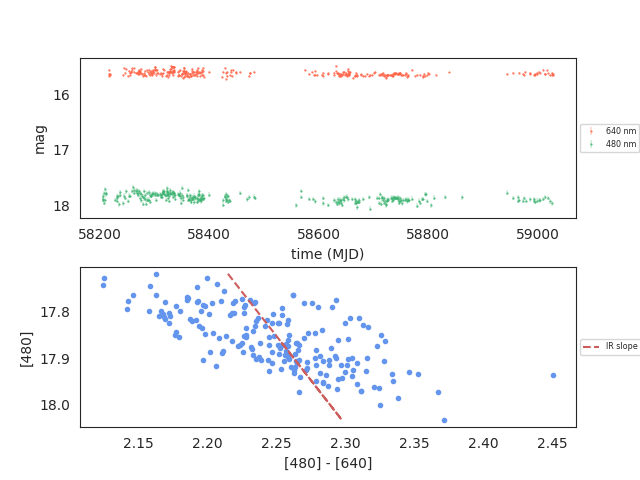 mag
16
17
18
58200 58400 58600 58800 59000
time (MJD)
640 nm
480 nm
[480]
17.8
17.9
18.0
2.15 2.20 2.25 2.30 2.35 2.40 2.45
[480] - [640]
IR slope